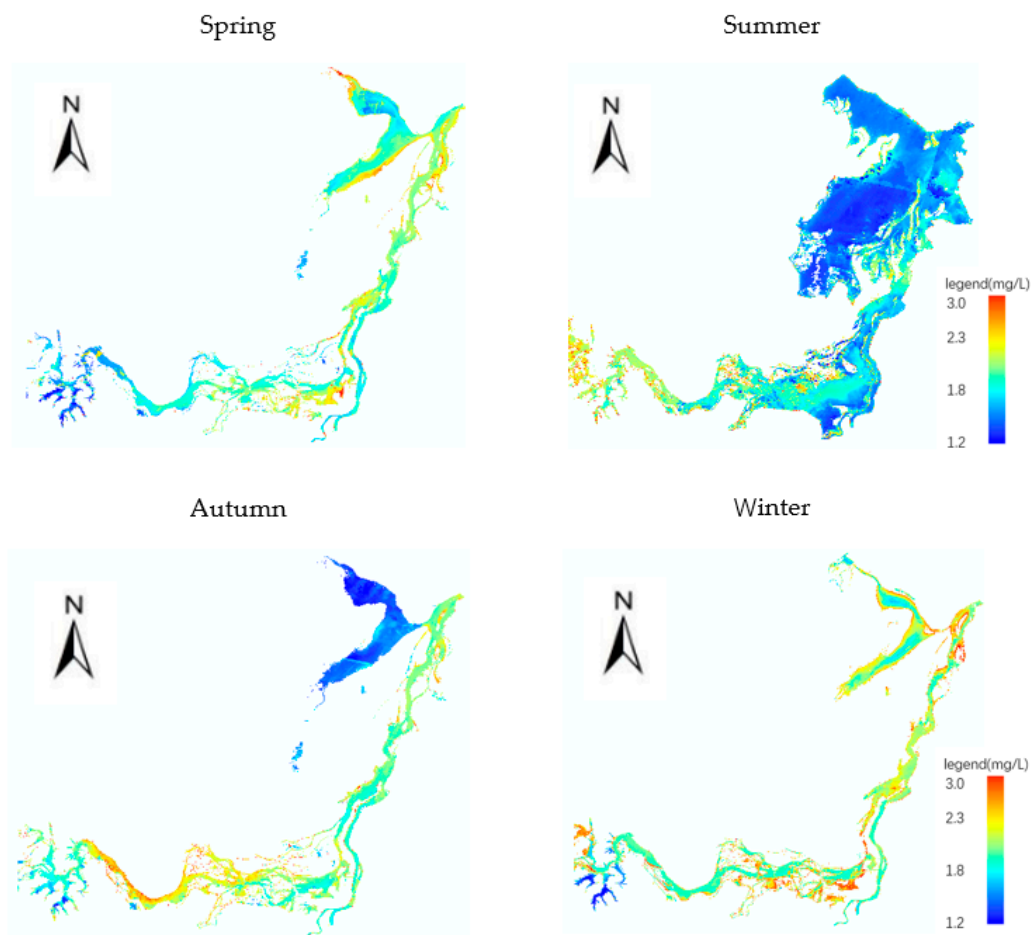 Spring
Summer
N
N
legend(mg/L)
3.0
2.3
1.8
1.2
Autumn
Winter
N
N
legend(mg/L)
3.0
2.3
1.8
1.2